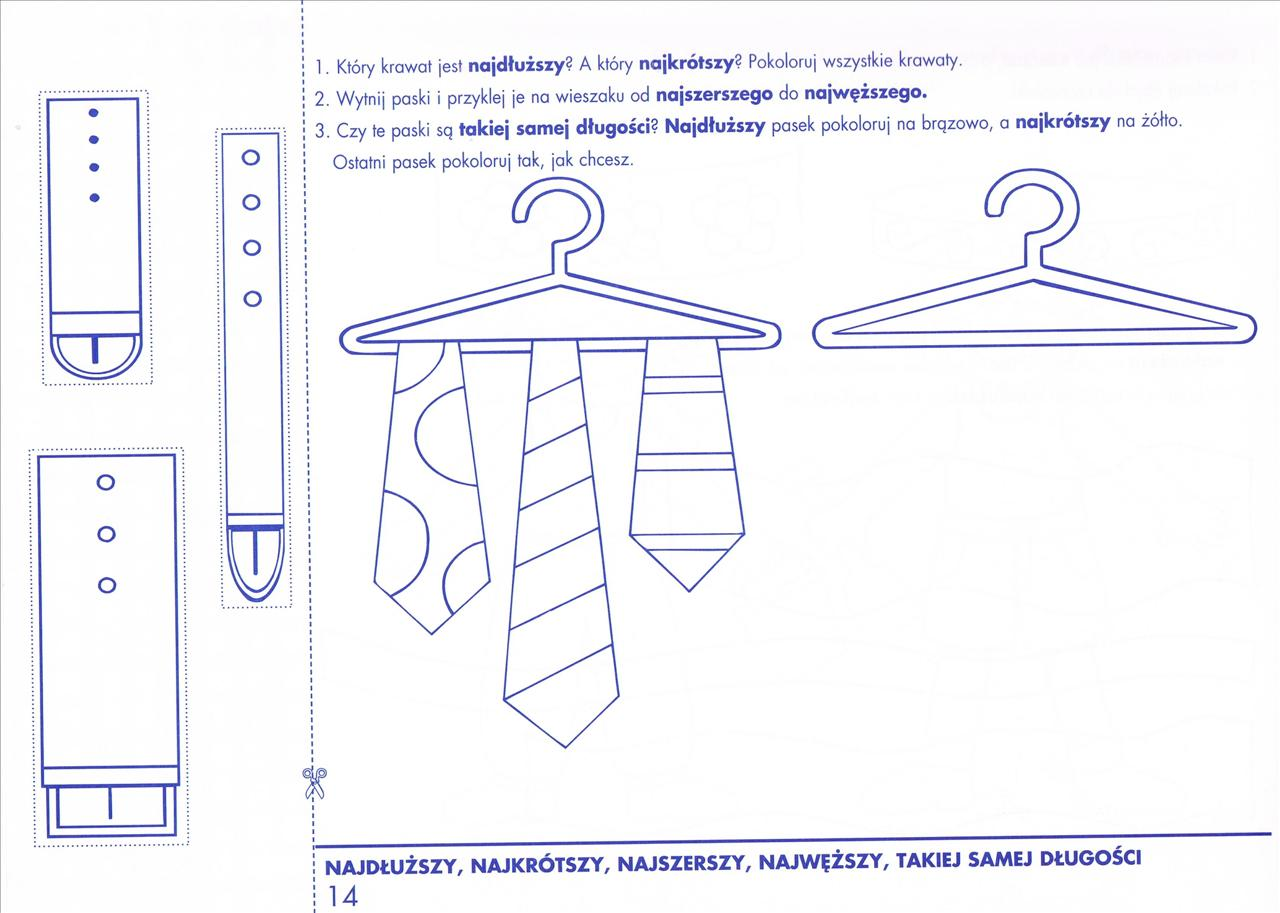 1. Który krawat jest najdłuższy? A który najkrótszy? Pokoloruj wszystkie krawaty.
2. Wytnij paski i przyklej je na wieszaku od najszerszego do najwęższego.
3. Czy te paski są takiej samej długości? Najdłuższy pasek pokoloruj na brązowo, a najkrótszy na żółto.
Ostatni pasek pokoloruj tak, jak chcesz.
NAJDŁUŻSZY, NAJKRÓTSZY, NAJSZERSZY, NAJWĘŻSZY, TAKIEJ SAMEJ DŁUGOŚCI
14